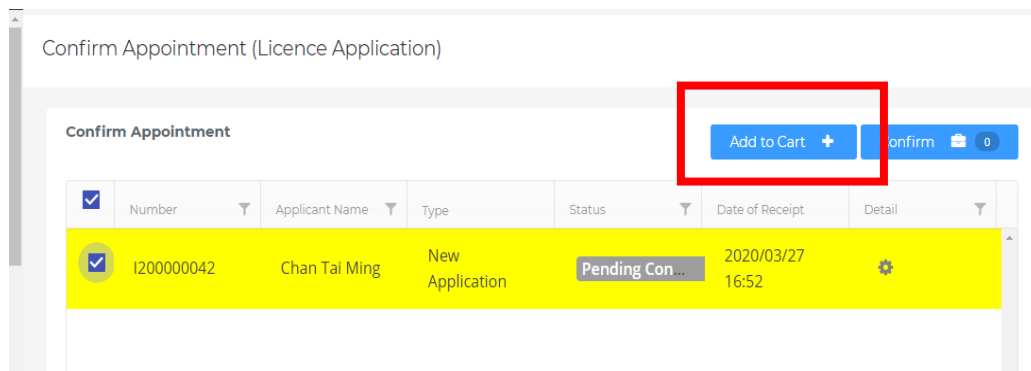 Confirm Appointment (Licence Application)
Confirm Appointment
Add to Cart
Confirm 0
Number Applicant Name Type Status Date of Receipt Detail
I200000042 Chan Tai Ming New Application Pending Con... 2020/03/27 16:52